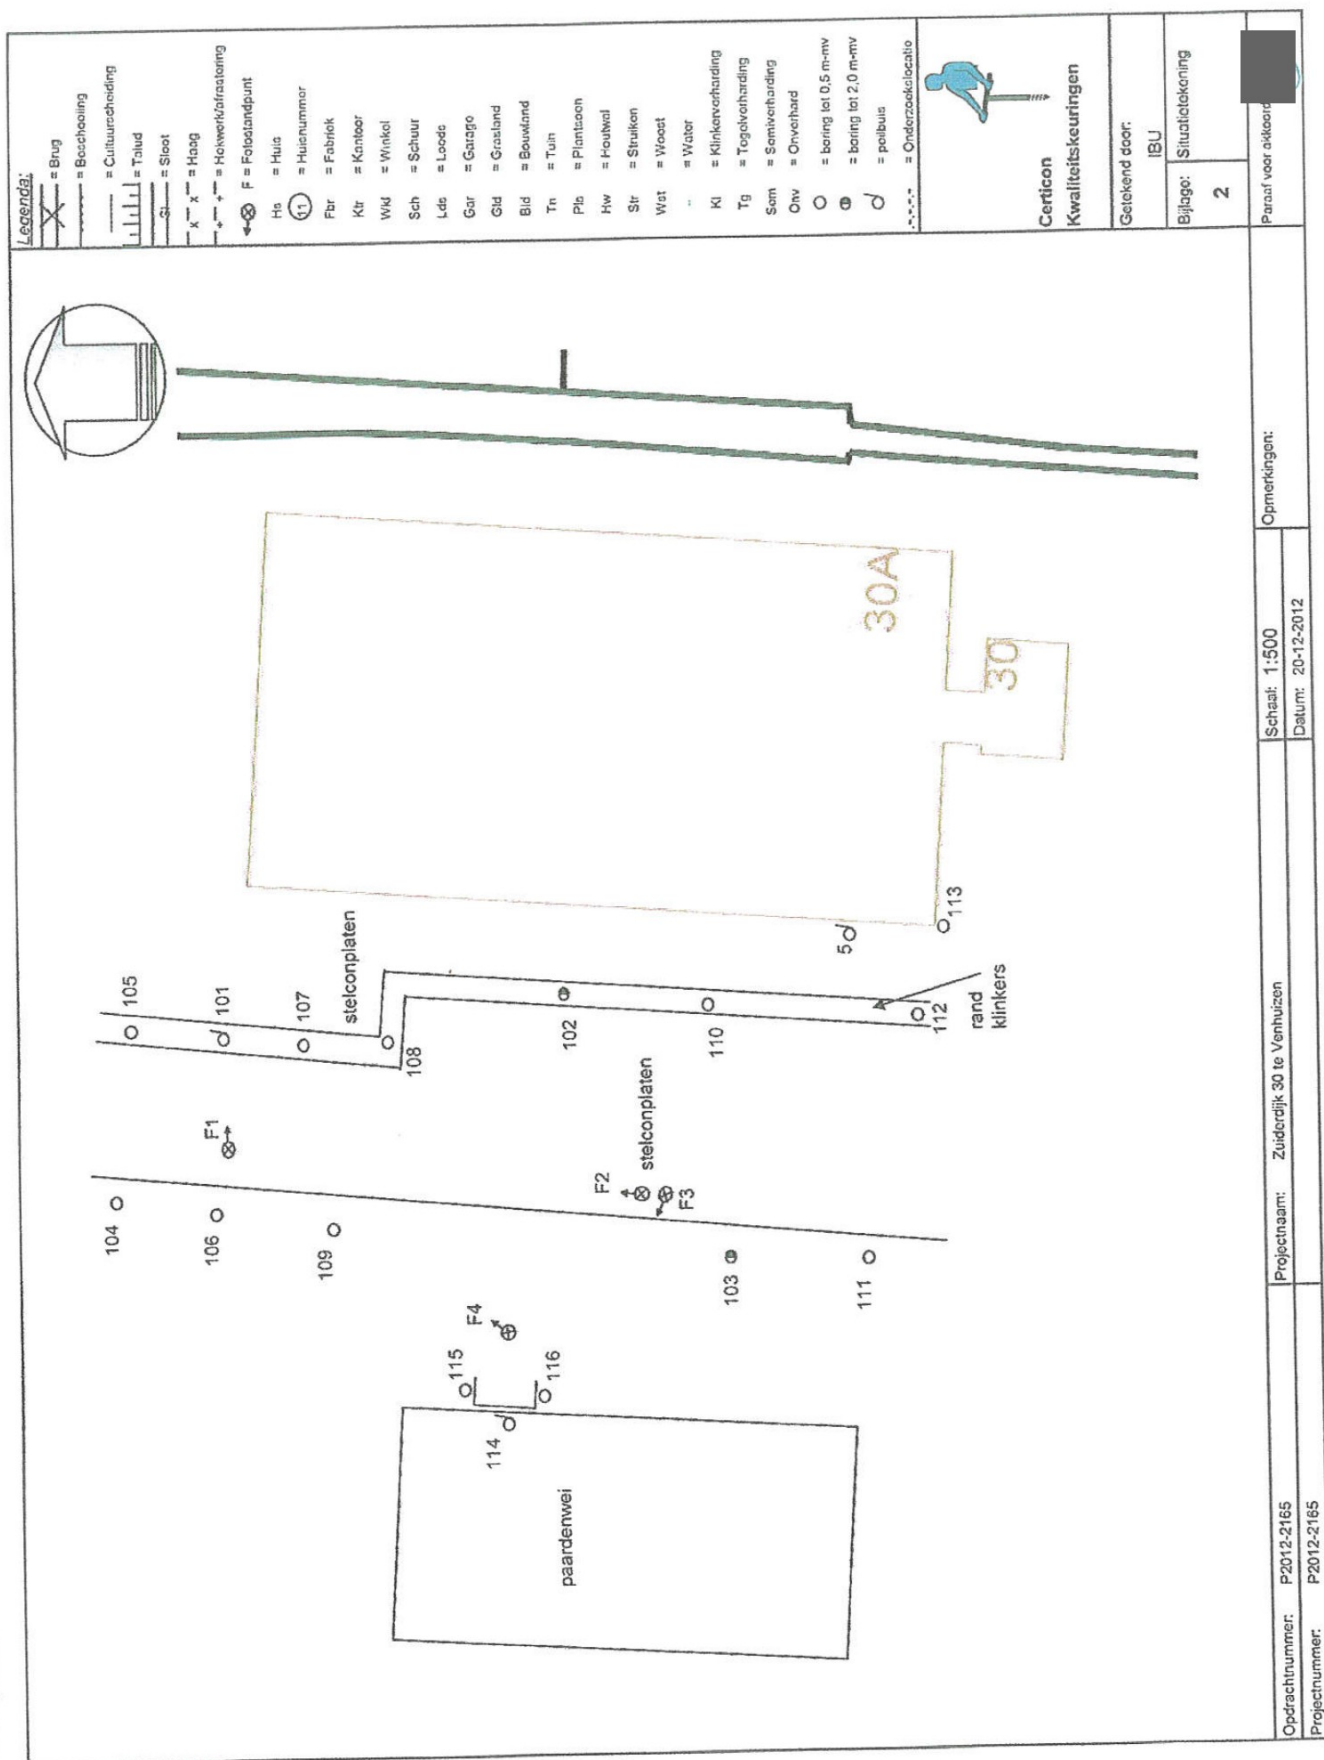 Legenda:
= Brug
= Beschoeiing
= Cultuurscheiding
= Talud
Sl = Sloot
x x = Haag
+ + = Hekwerk/afrastering
F = Fotostandpunt
Hs = Huis
11 = Huisnummer
Fbr = Fabriek
Ktr = Kantoor
Wkl = Winkel
Sch = Schuur
Lds = Loods
Gar = Garage
Gld = Grasland
Bld = Bouwland
Tn = Tuin
Pls = Plantsoen
Hw = Houtwal
Str = Struiken
Wst = Woest
~ = Water
Kl = Klinkerverharding
Tg = Tegelverharding
Sem = Semiverharding
Onv = Onverhard
= boring tot 0,5 m-mv
= boring tot 2,0 m-mv
= peilbuis
= Onderzoekslocatie
Certicon
Kwaliteitskeuringen
Getekend door:
IBU
Bijlage:
2
Situatietekening
Paraaf voor akkoord
105
101
107
stelconplaten
108
102
110
112
rand
klinkers
5
113
30A
30
F1
104
106
109
F2
F3
stelconplaten
103
111
F4
115
116
114
paardenwei
Opdrachtnummer: P2012-2165
Projectnummer: P2012-2165
Projectnaam: Zuiderdijk 30 te Venhuizen
Schaal: 1:500
Datum: 20-12-2012
Opmerkingen: